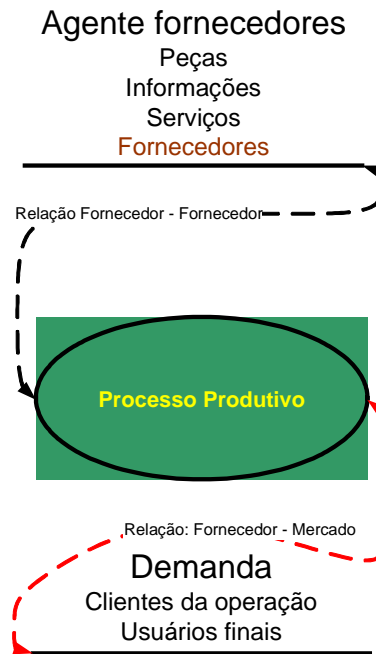 Agente fornecedores
Peças
Informações
Serviços
Fornecedores
Relação Fornecedor - Fornecedor
Processo Produtivo
Relação: Fornecedor - Mercado
Demanda
Clientes da operação
Usuários finais